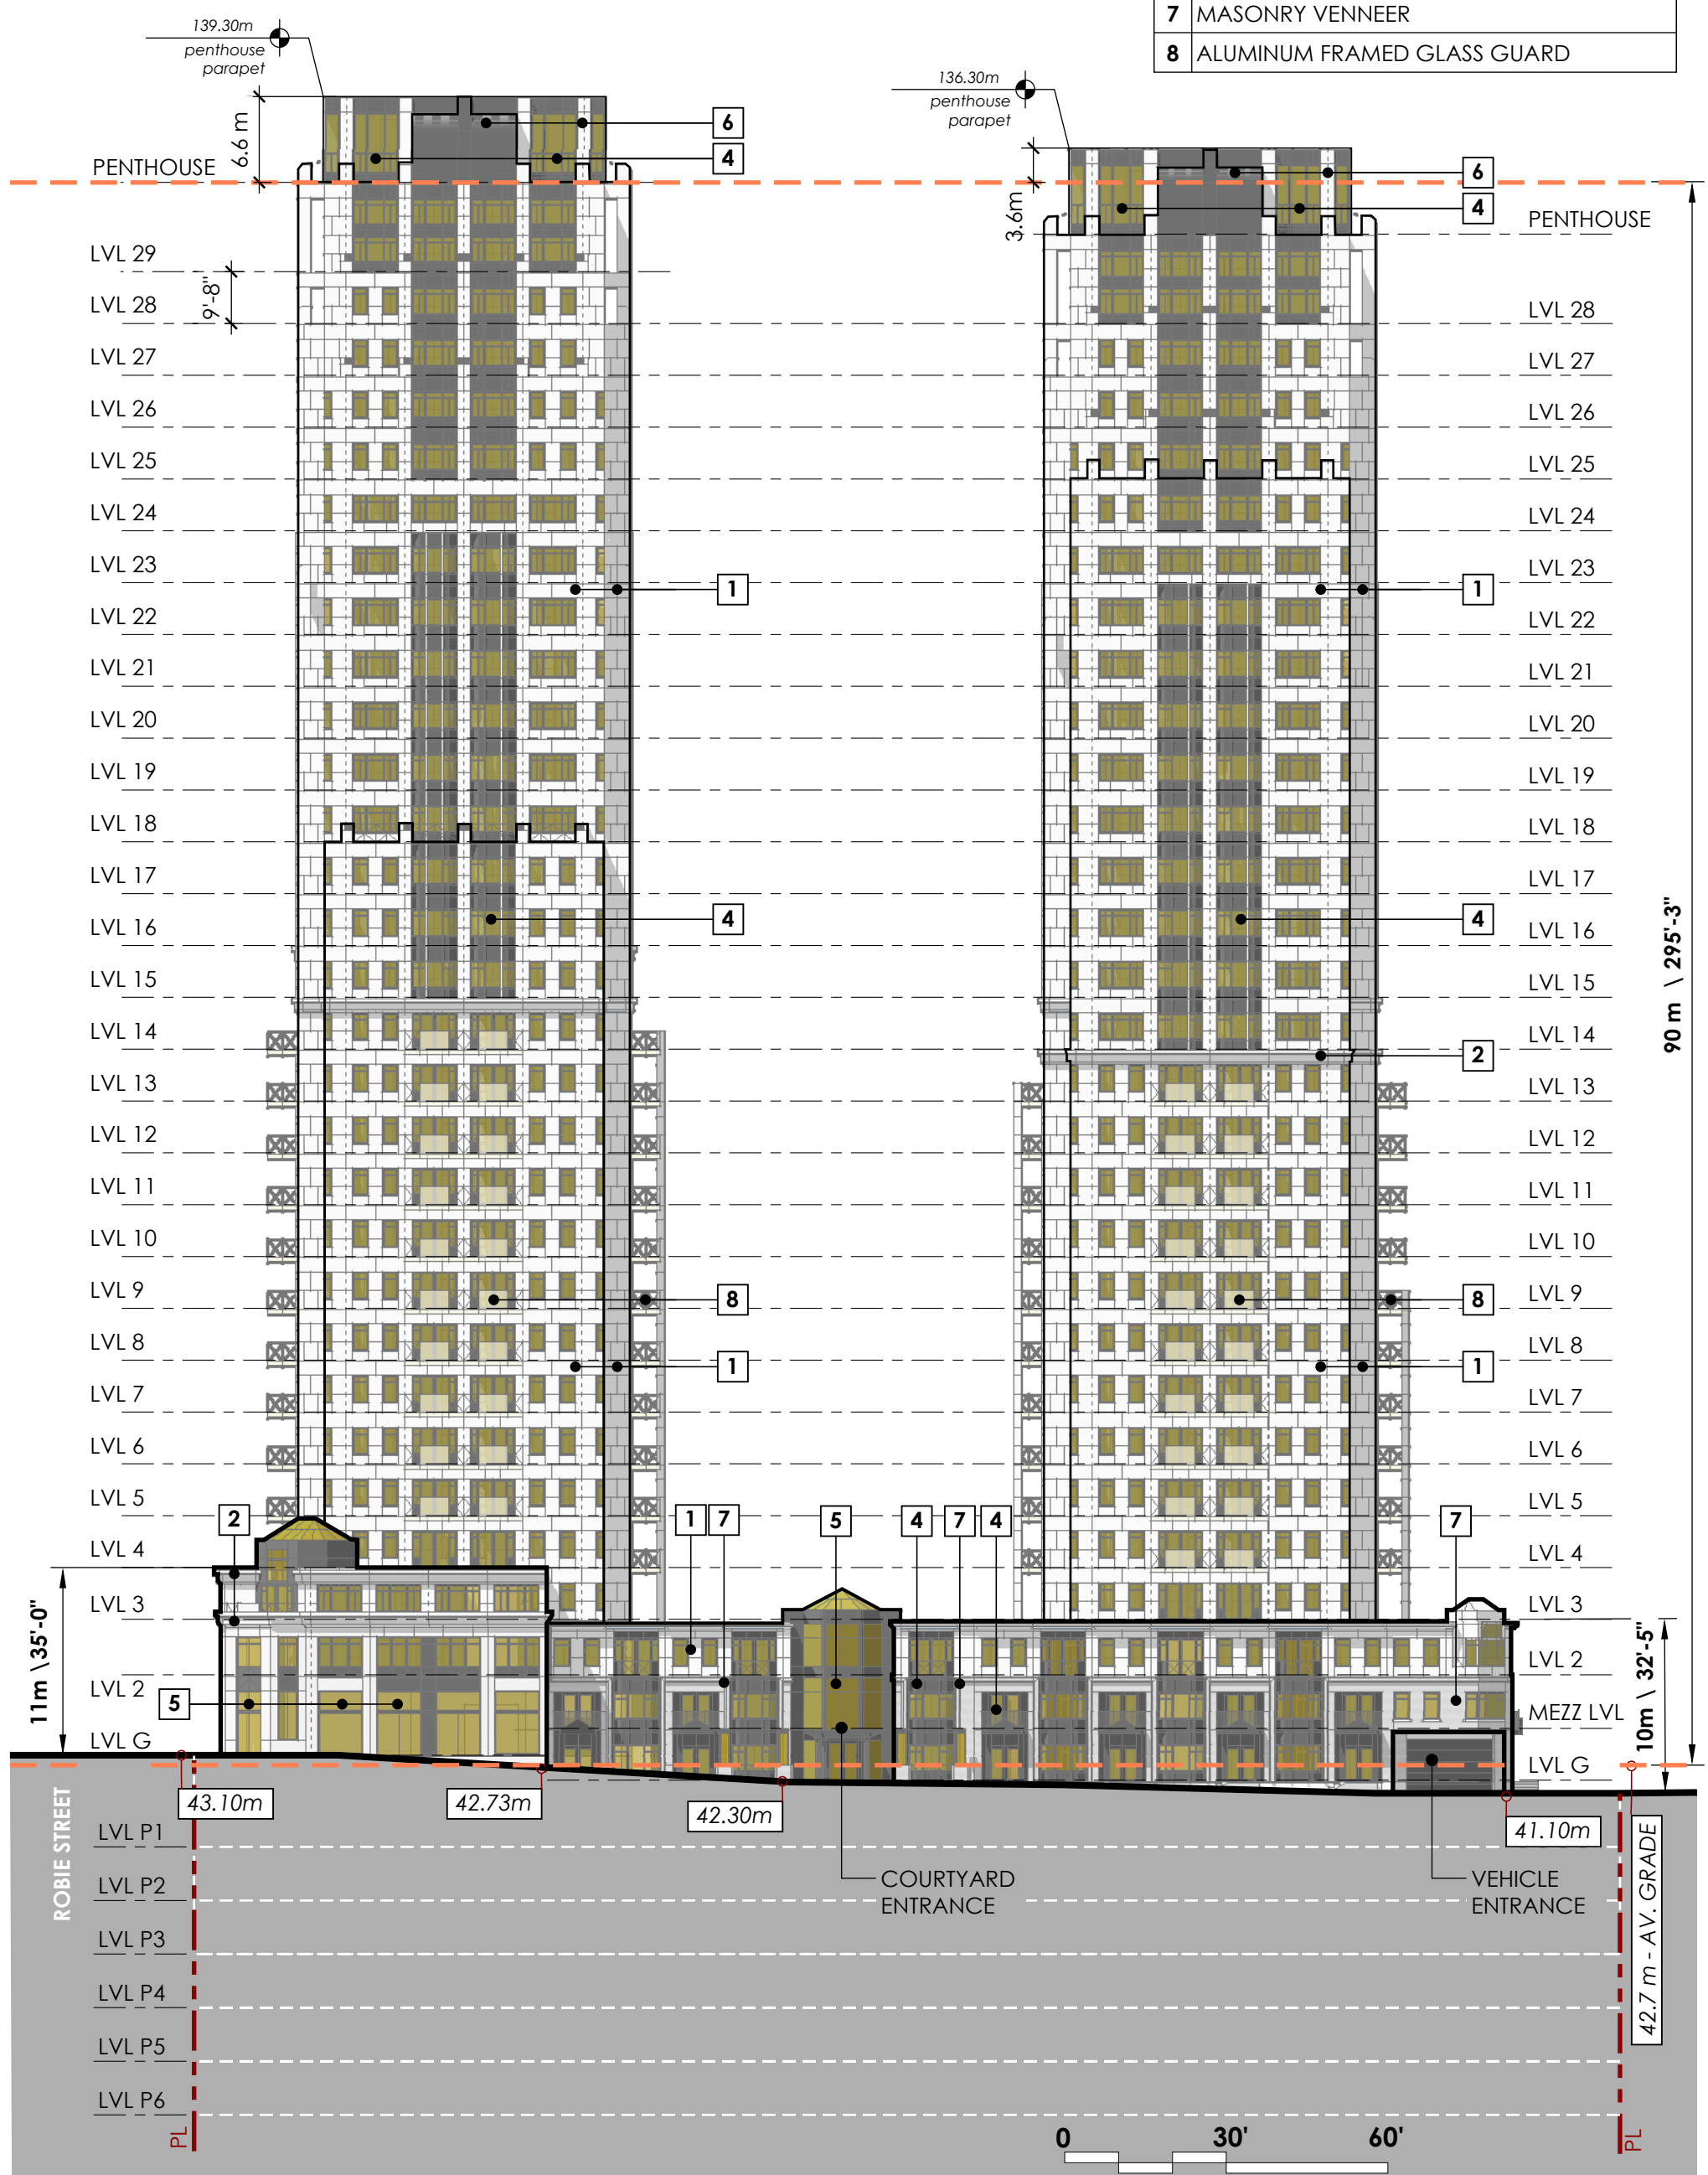 7 MASONRY VENNEER
8 ALUMINUM FRAMED GLASS GUARD
139.30m
penthouse
parapet
136.30m
penthouse
parapet
6.6 m
3.6m
6
4
6
4
PENTHOUSE
PENTHOUSE
LVL 29
9'-8"
LVL 28
LVL 28
LVL 27
LVL 27
LVL 26
LVL 26
LVL 25
LVL 25
LVL 24
LVL 24
LVL 23
LVL 23
1
1
LVL 22
LVL 22
LVL 21
LVL 21
LVL 20
LVL 20
LVL 19
LVL 19
LVL 18
LVL 18
LVL 17
LVL 17
4
4
LVL 16
LVL 16
90 m \ 295'-3"
LVL 15
LVL 15
LVL 14
LVL 14
2
LVL 13
LVL 13
LVL 12
LVL 12
LVL 11
LVL 11
LVL 10
LVL 10
LVL 9
LVL 9
8
8
LVL 8
LVL 8
1
1
LVL 7
LVL 7
LVL 6
LVL 6
LVL 5
LVL 5
2
1 7
5
4 7 4
7
LVL 4
LVL 4
LVL 3
LVL 3
11m \ 35'-0"
10m \ 32'-5"
LVL 2
LVL 2
5
MEZZ LVL
LVL G
LVL G
43.10m
42.73m
42.30m
41.10m
42.7 m - AV. GRADE
ROBIE STREET
LVL P1
LVL P2
LVL P3
LVL P4
LVL P5
LVL P6
COURTYARD
ENTRANCE
VEHICLE
ENTRANCE
PL
PL
0 30' 60'